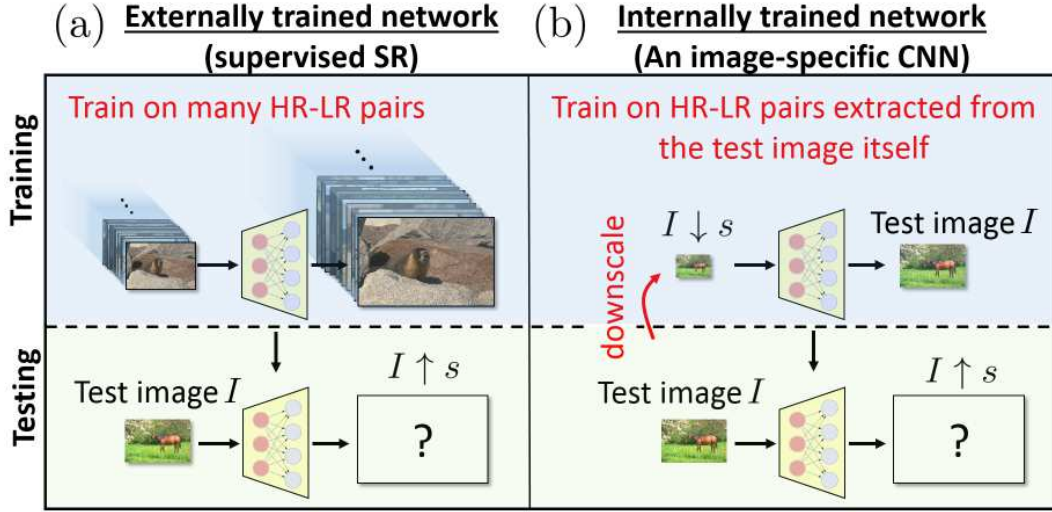 (a) Externally trained network
(supervised SR)
(b) Internally trained network
(An image-specific CNN)
Training
Train on many HR-LR pairs
Train on HR-LR pairs extracted from
the test image itself
I ↓ s
Test image I
downscale
Testing
Test image I
I ↑ s
?
Test image I
I ↑ s
?